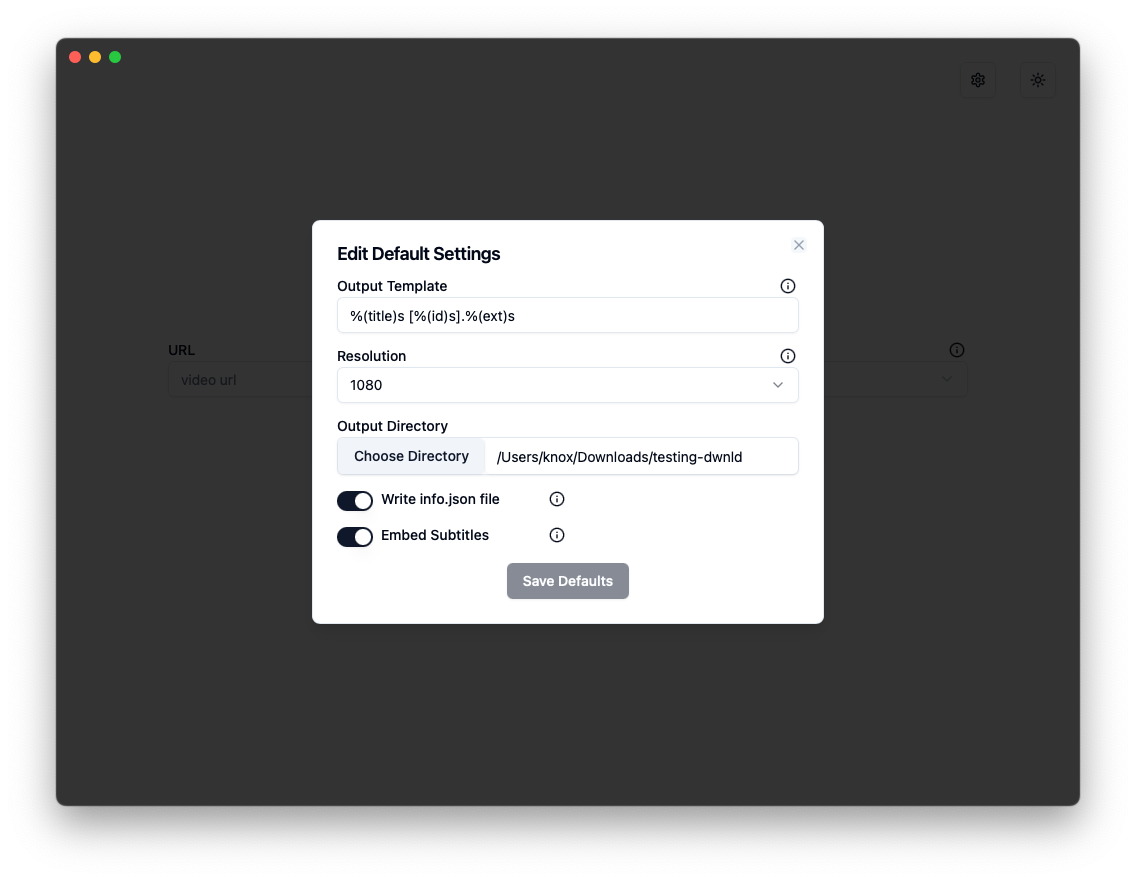 Edit Default Settings
Output Template
%(title)s [%(id)s].%(ext)s
URL
video url
Resolution
1080
Output Directory
Choose Directory /Users/knox/Downloads/testing-dwnld
Write info.json file
Embed Subtitles
Save Defaults